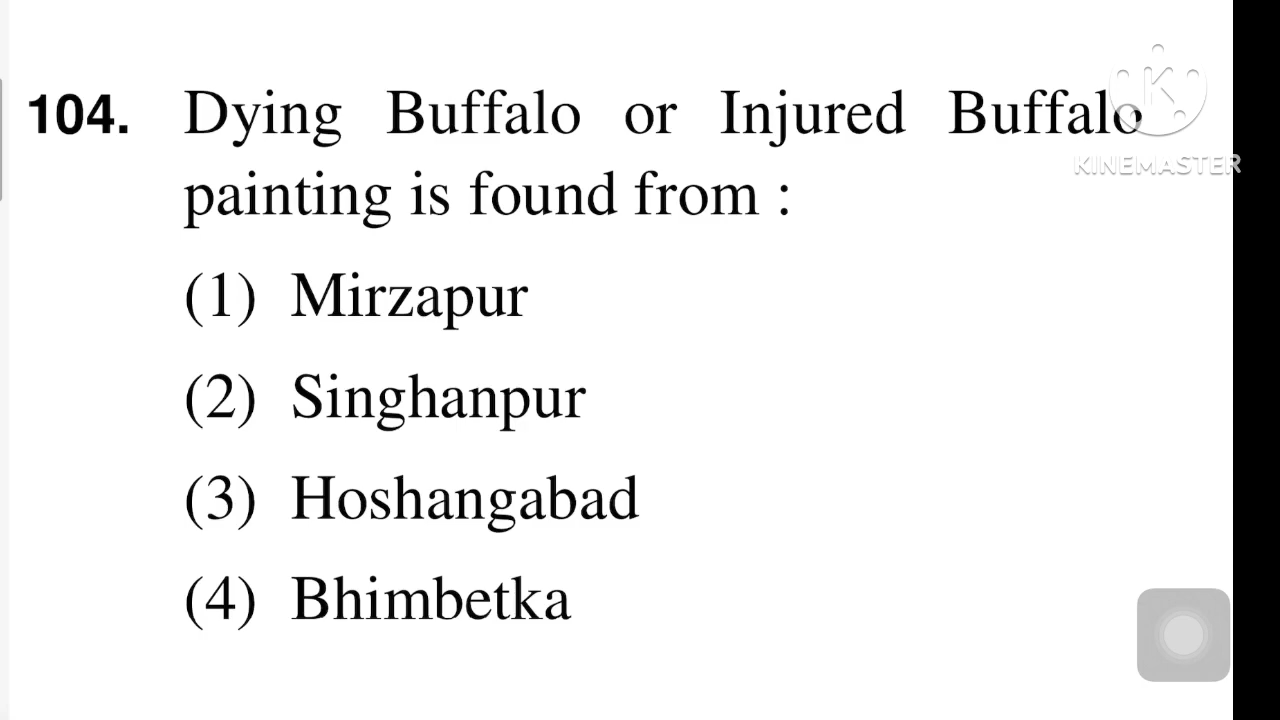 104. Dying Buffalo or Injured Buffalo
painting is found from :
(1) Mirzapur
(2) Singhanpur
(3) Hoshangabad
(4) Bhimbetka
K
KINEMASTER